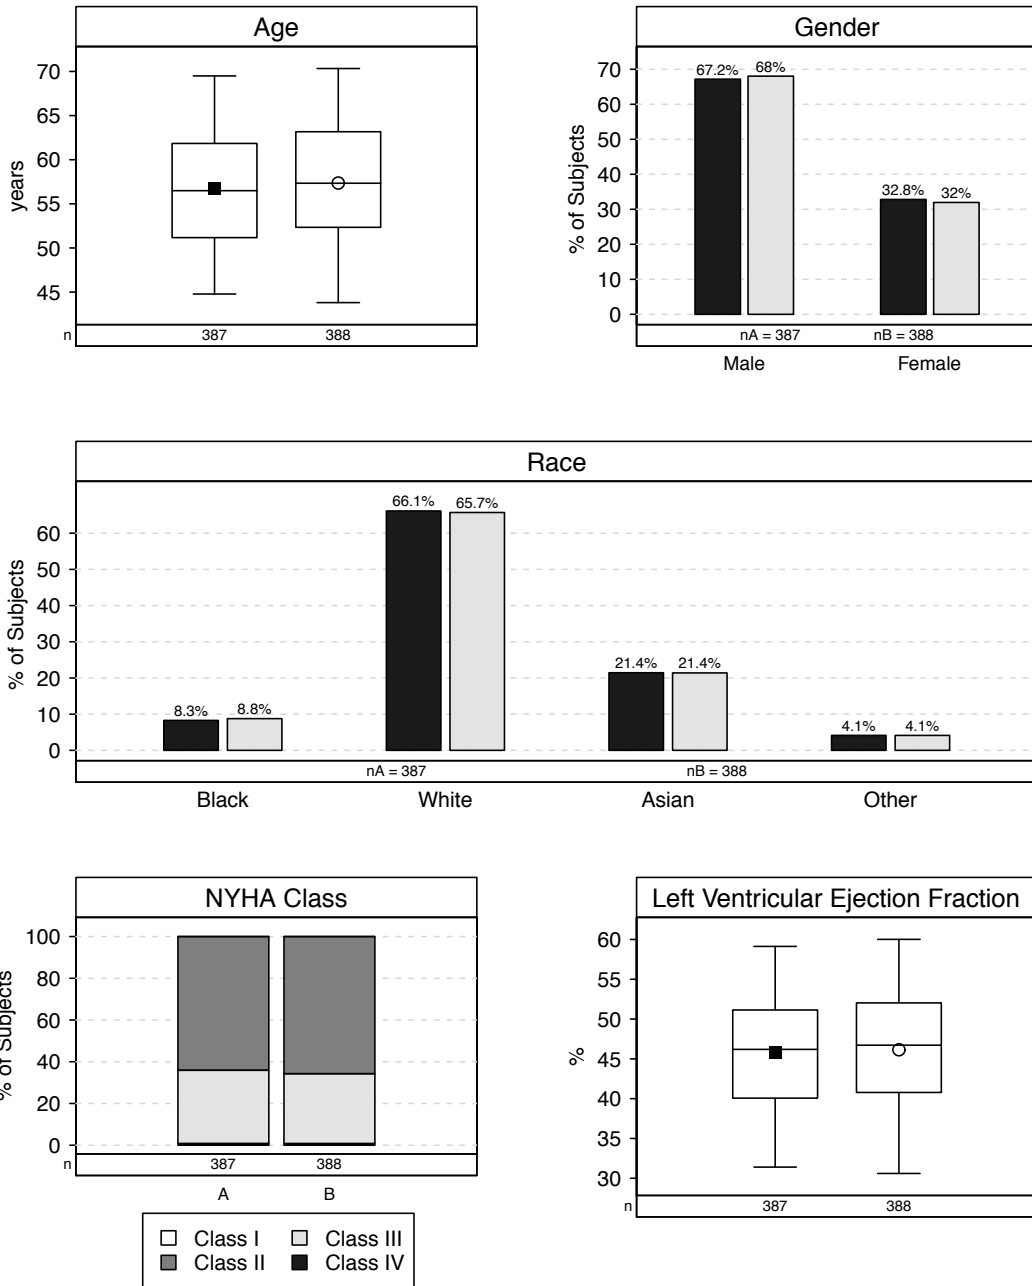 Age
years
70
65
60
55
50
45
n 387 388
Gender
% of Subjects
70
60
50
40
30
20
10
0
67.2% 68%
32.8% 32%
nA = 387 nB = 388
Male Female
Race
% of Subjects
60
50
40
30
20
10
0
8.3% 8.8%
66.1% 65.7%
21.4% 21.4%
4.1% 4.1%
nA = 387 nB = 388
Black White Asian Other
NYHA Class
% of Subjects
100
80
60
40
20
0
n 387 388
A B
Class I Class III
Class II Class IV
Left Ventricular Ejection Fraction
%
60
55
50
45
40
35
30
n 387 388